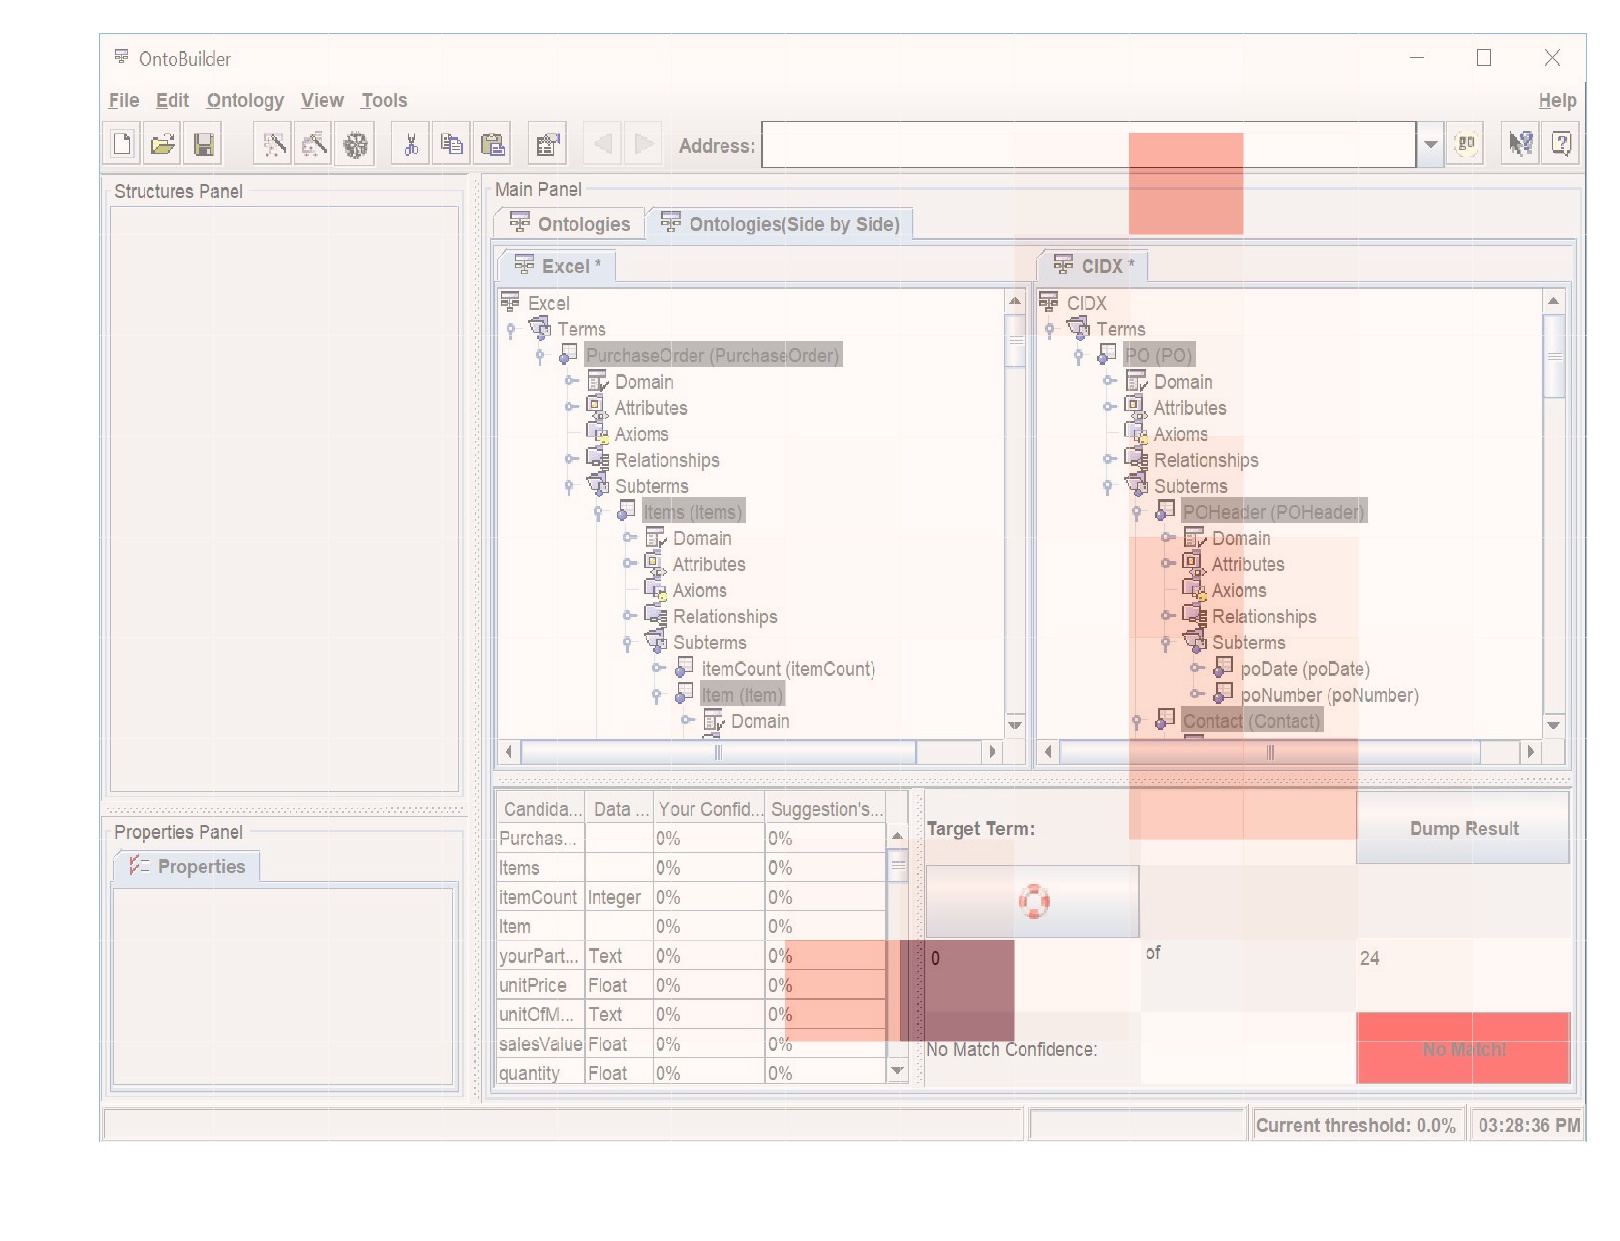 OntoBuilder
File Edit Ontology View Tools Help
Address: go
Structures Panel
Main Panel
Ontologies Ontologies(Side by Side)
Excel * CIDX *
Excel
Terms
PurchaseOrder (PurchaseOrder)
Domain
Attributes
Axioms
Relationships
Subterms
Items (Items)
Domain
Attributes
Axioms
Relationships
Subterms
itemCount (itemCount)
Item (Item)
Domain
CIDX
Terms
PO (PO)
Domain
Attributes
Axioms
Relationships
Subterms
POHeader (POHeader)
Domain
Attributes
Axioms
Relationships
Subterms
poDate (poDate)
poNumber (poNumber)
Contact (Contact)
Properties Panel
Properties
Candida... Data ... Your Confid... Suggestion's...
Purchas... 0% 0%
Items 0% 0%
itemCount Integer 0% 0%
Item 0% 0%
yourPart... Text 0% 0%
unitPrice Float 0% 0%
unitOfM... Text 0% 0%
salesValue Float 0% 0%
quantity Float 0% 0%
Target Term: Dump Result
0 of 24
No Match Confidence: No Match!
Current threshold: 0.0% 03:28:36 PM